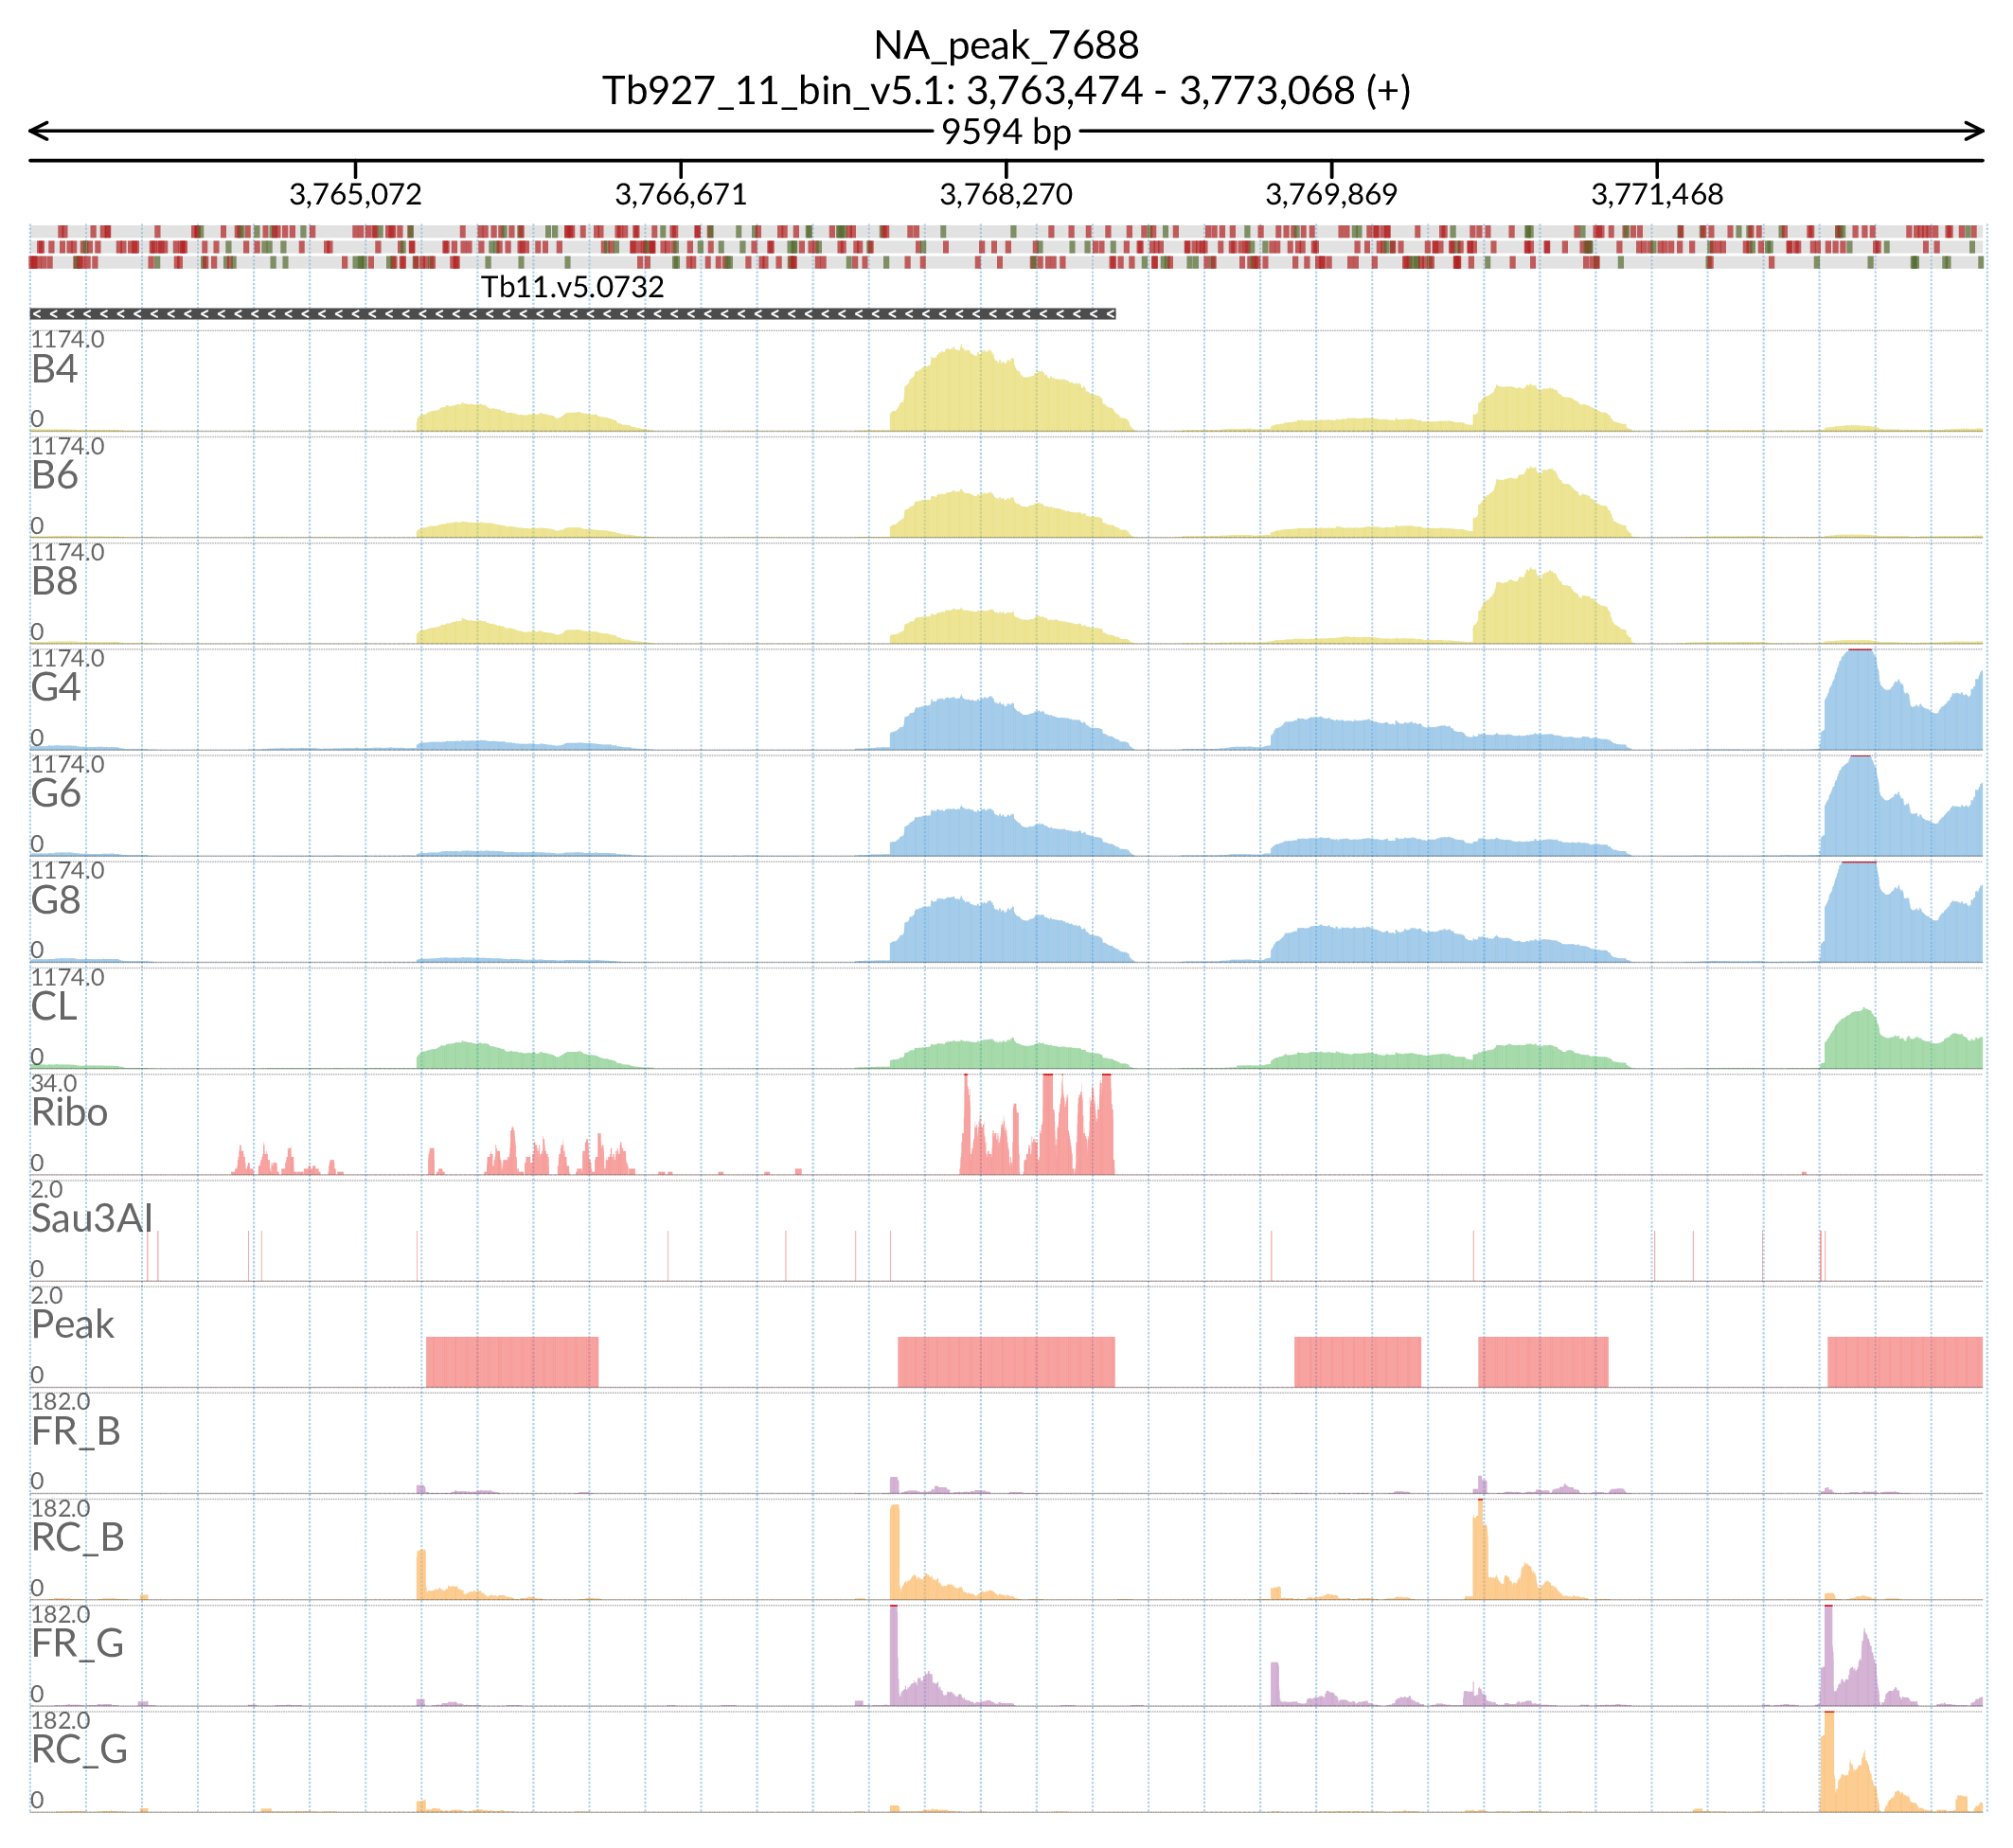 NA_peak_7688
Tb927_11_bin_v5.1: 3,763,474 - 3,773,068 (+)
9594 bp
3,765,072 3,766,671 3,768,270 3,769,869 3,771,468
Tb11.v5.0732
1174.0
B4
0
1174.0
B6
0
1174.0
B8
0
1174.0
G4
0
1174.0
G6
0
1174.0
G8
0
1174.0
CL
0
34.0
Ribo
0
2.0
Sau3AI
0
2.0
Peak
0
182.0
FR_B
0
182.0
RC_B
0
182.0
FR_G
0
182.0
RC_G
0